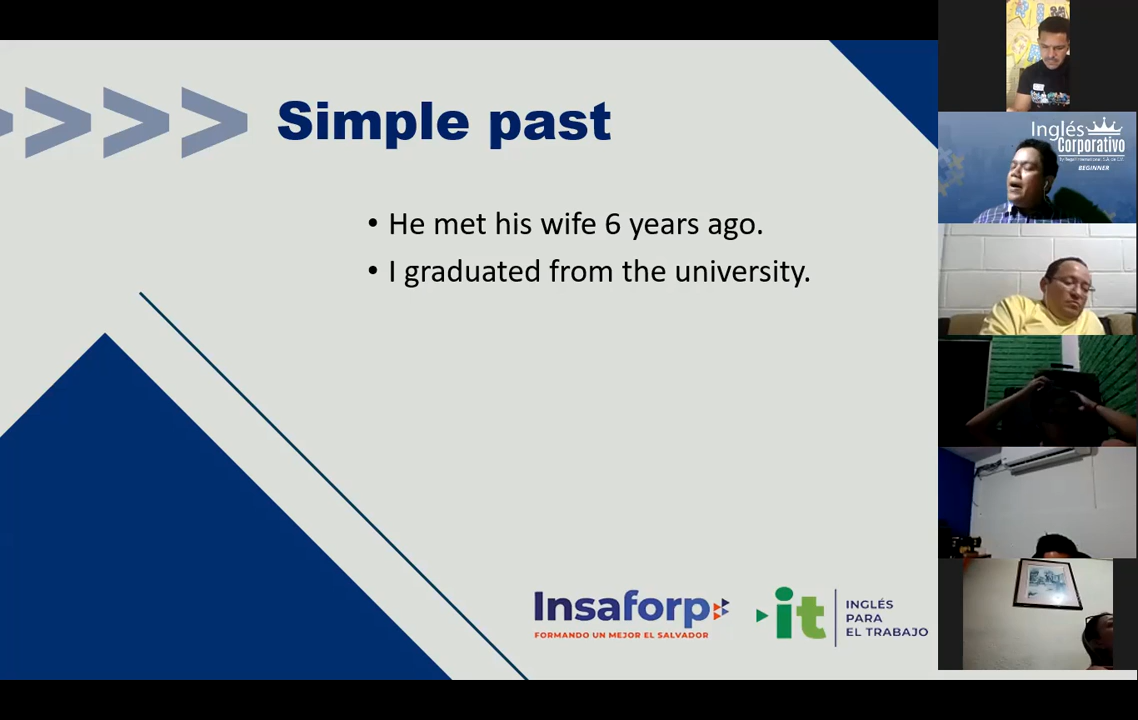 Simple past
• He met his wife 6 years ago.
• I graduated from the university.
Insaforp
FORMANDO UN MEJOR EL SALVADOR
it
INGLÉS
PARA
EL TRABAJO
Inglés
Corporativo
BEGINNER